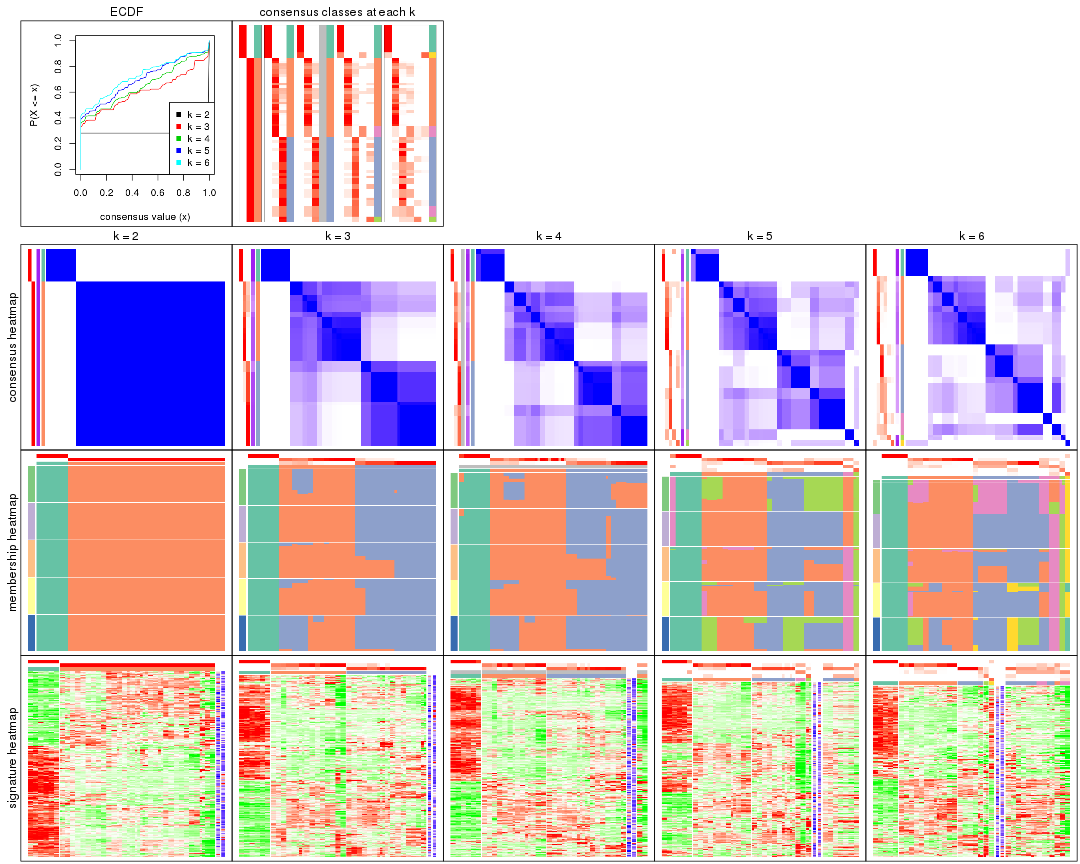 ECDF
consensus classes at each k
P(X <= x)
0.0 0.2 0.4 0.6 0.8 1.0
k = 2
k = 3
k = 4
k = 5
k = 6
0.0 0.2 0.4 0.6 0.8 1.0
consensus value (x)
k = 2 k = 3 k = 4 k = 5 k = 6
consensus heatmap
membership heatmap
signature heatmap